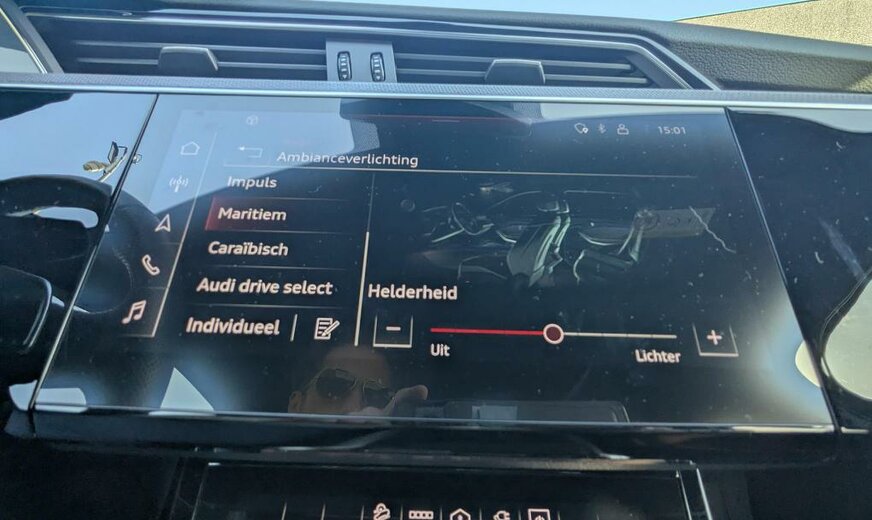 15:01
Ambianceverlichting
Impuls
Maritiem
Caraïbisch
Audi drive select
Individueel
Helderheid
Uit
Lichter